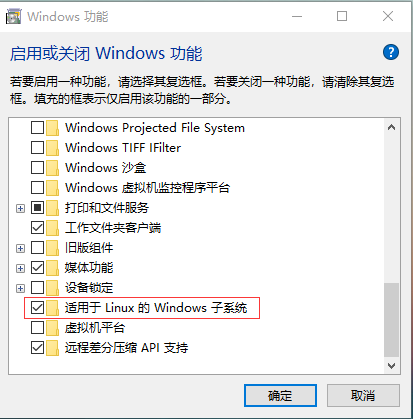 Windows 功能
启用或关闭 Windows 功能
若要启用一种功能，请选择其复选框。若要关闭一种功能，请清除其复选
框。填充的框表示仅启用该功能的一部分。
Windows Projected File System
Windows TIFF IFilter
Windows 沙盒
Windows 虚拟机监控程序平台
打印和文件服务
工作文件夹客户端
旧版组件
媒体功能
设备锁定
适用于 Linux 的 Windows 子系统
虚拟机平台
远程差分压缩 API 支持
确定
取消